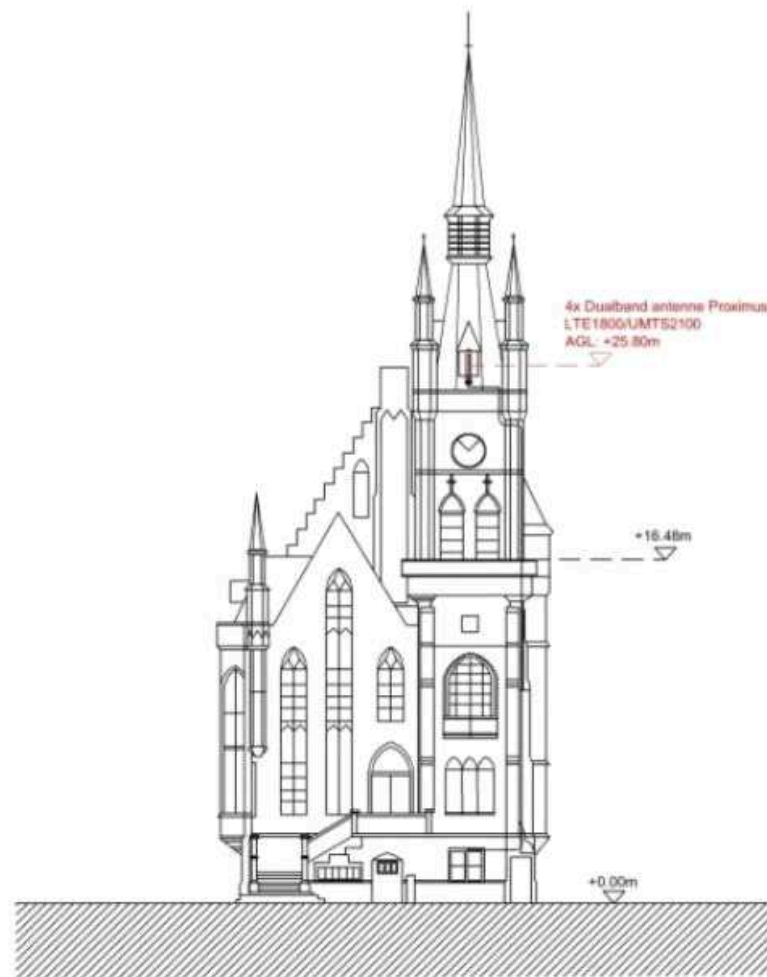 4x Dualband antenne Proximus
LTE1800/UMTS2100
AGL: +25.80m
+16.48m
+0.00m